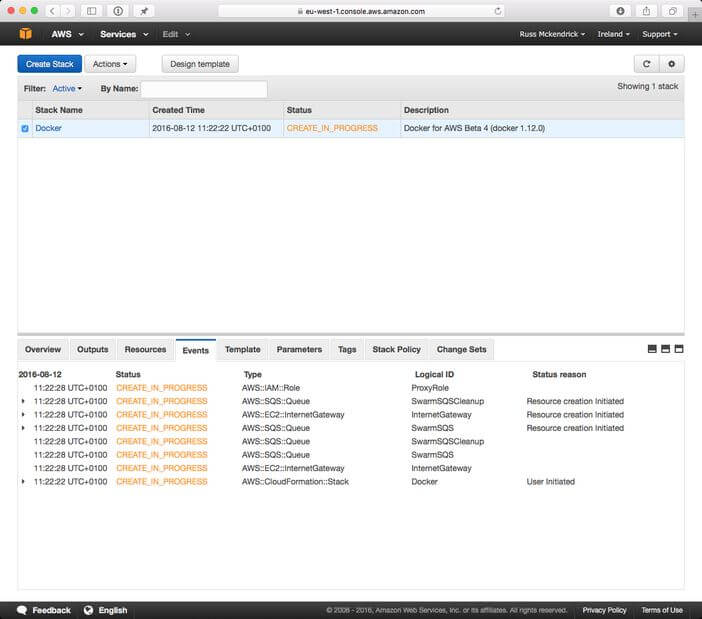 eu-west-1.console.aws.amazon.com
AWS Services Edit Russ Mckendrick Ireland Support
Create Stack Actions Design template
Filter: Active By Name: Showing 1 stack
Stack Name Created Time Status Description
Docker 2016-08-12 11:22:22 UTC+0100 CREATE_IN_PROGRESS Docker for AWS Beta 4 (docker 1.12.0)
Overview Outputs Resources Events Template Parameters Tags Stack Policy Change Sets
2016-08-12 Status Type Logical ID Status reason
11:22:28 UTC+0100 CREATE_IN_PROGRESS AWS::IAM::Role ProxyRole
11:22:28 UTC+0100 CREATE_IN_PROGRESS AWS::SQS::Queue SwarmSQSCleanup Resource creation Initiated
11:22:28 UTC+0100 CREATE_IN_PROGRESS AWS::EC2::InternetGateway InternetGateway Resource creation Initiated
11:22:28 UTC+0100 CREATE_IN_PROGRESS AWS::SQS::Queue SwarmSQS Resource creation Initiated
11:22:28 UTC+0100 CREATE_IN_PROGRESS AWS::SQS::Queue SwarmSQSCleanup
11:22:28 UTC+0100 CREATE_IN_PROGRESS AWS::SQS::Queue SwarmSQS
11:22:28 UTC+0100 CREATE_IN_PROGRESS AWS::EC2::InternetGateway InternetGateway
11:22:22 UTC+0100 CREATE_IN_PROGRESS AWS::CloudFormation::Stack Docker User Initiated
Feedback English © 2008 - 2016, Amazon Web Services, Inc. or its affiliates. All rights reserved. Privacy Policy Terms of Use